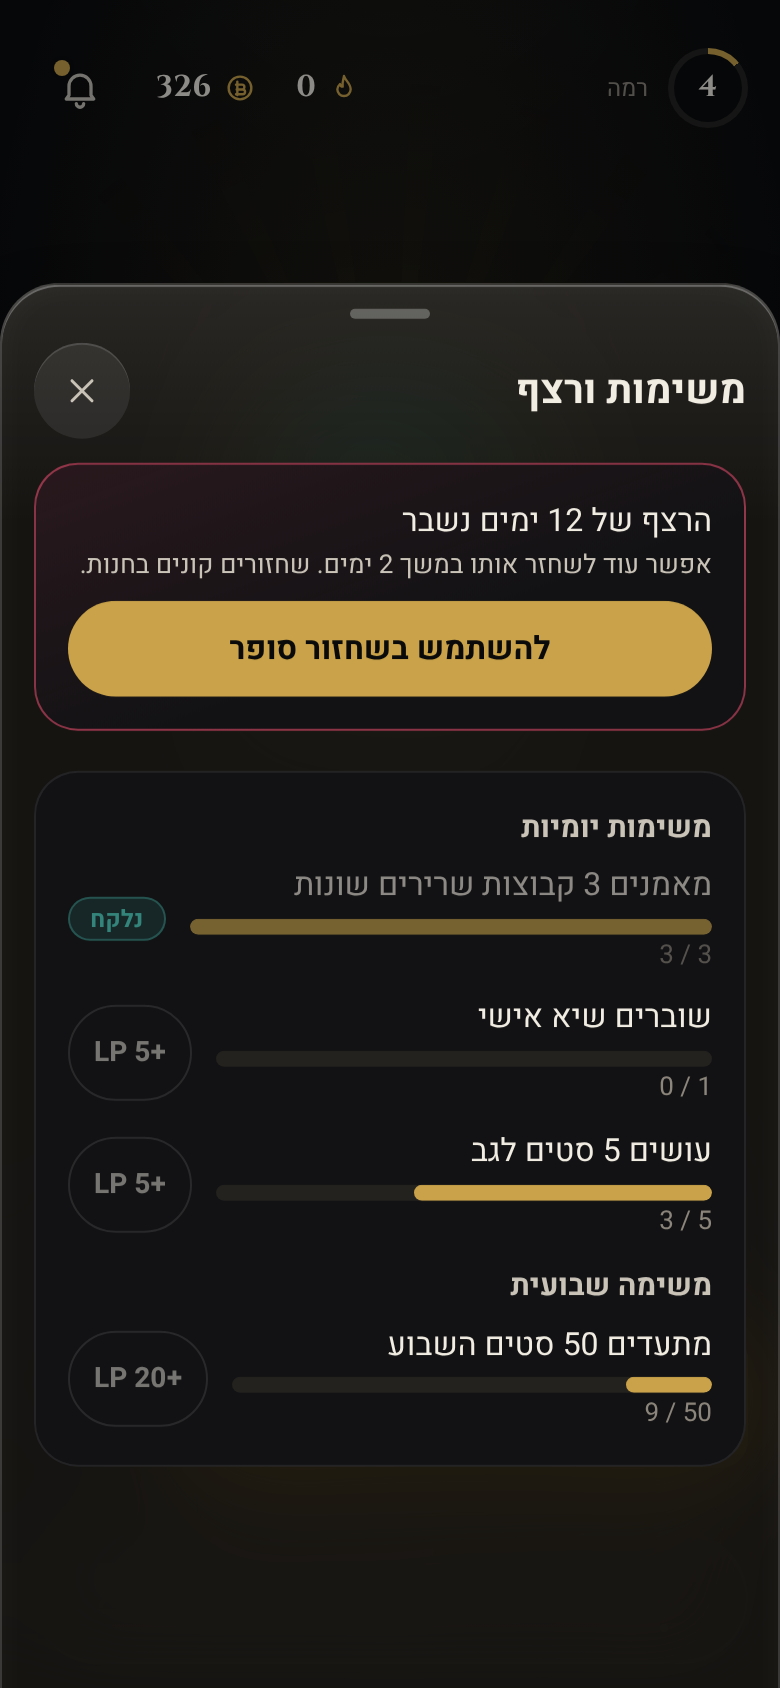 4 רמה 0 326
משימות ורצף
הרצף של 12 ימים נשבר
אפשר עוד לשחזר אותו במשך 2 ימים. שחזורים קונים בחנות.
להשתמש בשחזור סופר
משימות יומיות
מאמנים 3 קבוצות שרירים שונות
נלקח
3 / 3
שוברים שיא אישי
LP 5+
0 / 1
עושים 5 סטים לגב
LP 5+
3 / 5
משימה שבועית
מתעדים 50 סטים השבוע
LP 20+
9 / 50